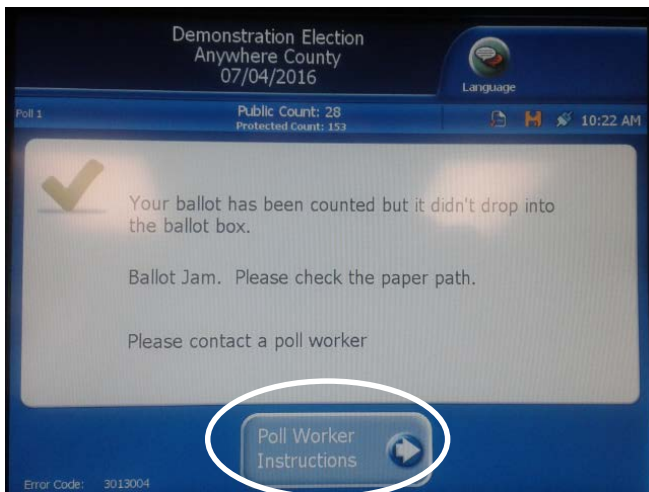 Demonstration Election
Anywhere County
07/04/2016
Language
Poll 1
Public Count: 28
Protected Count: 153
10:22 AM
Your ballot has been counted but it didn't drop into
the ballot box.
Ballot Jam. Please check the paper path.
Please contact a poll worker
Poll Worker
Instructions
Error Code: 3013004